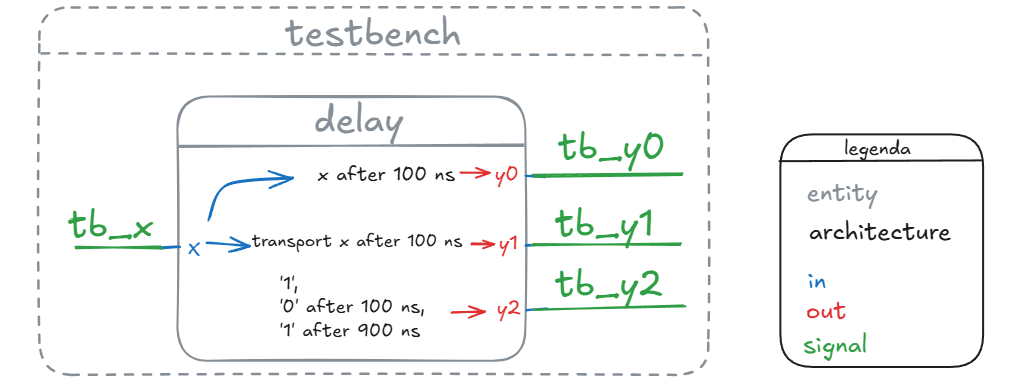 testbench
delay
tb_y0
x after 100 ns
y0
tb_x
x
transport x after 100 ns
y1
tb_y1
'1',
'0' after 100 ns,
'1' after 900 ns
y2
tb_y2
legenda
entity
architecture
in
out
signal